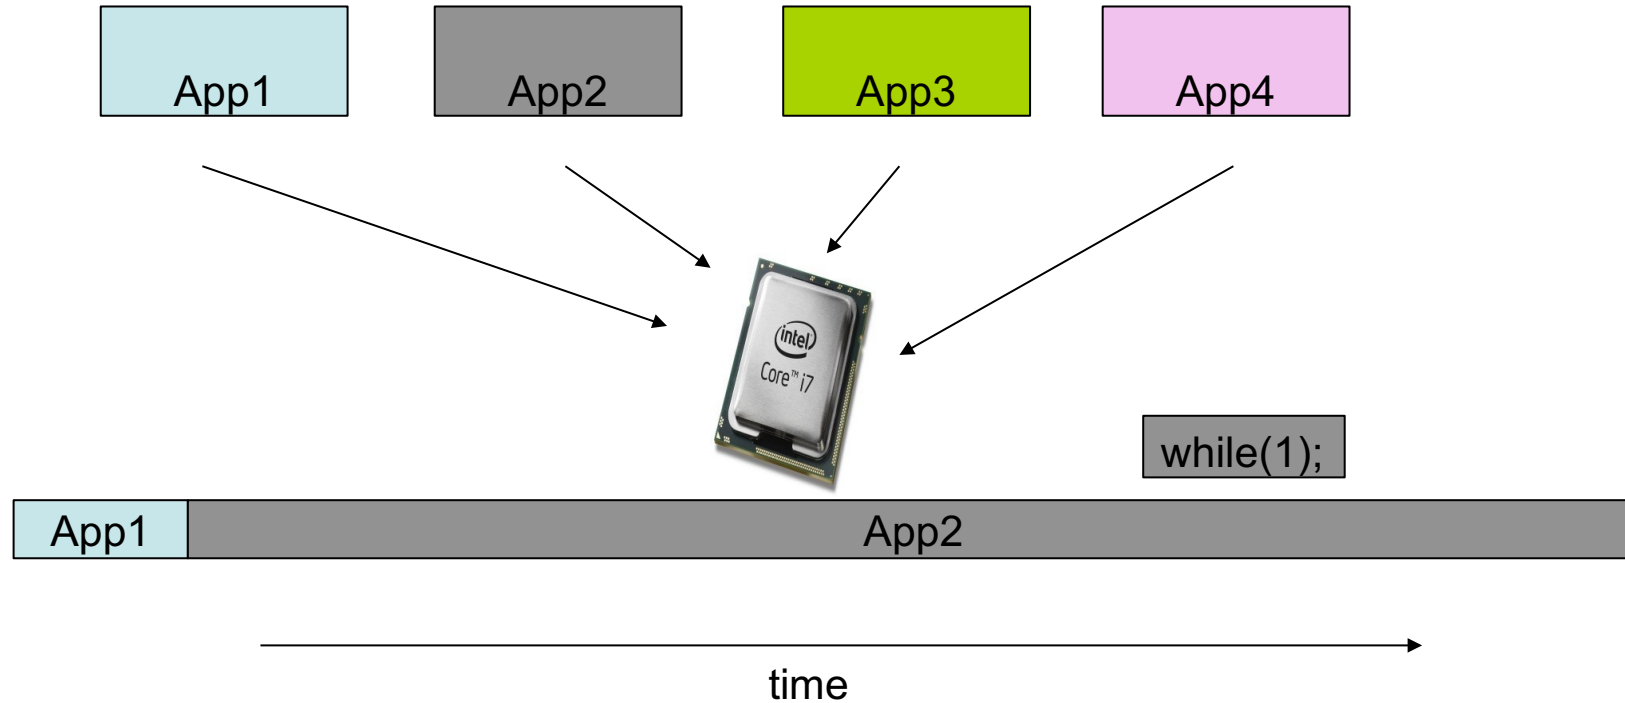 App1
App2
App3
App4
intel
Core™ i7
while(1);
App1
App2
time